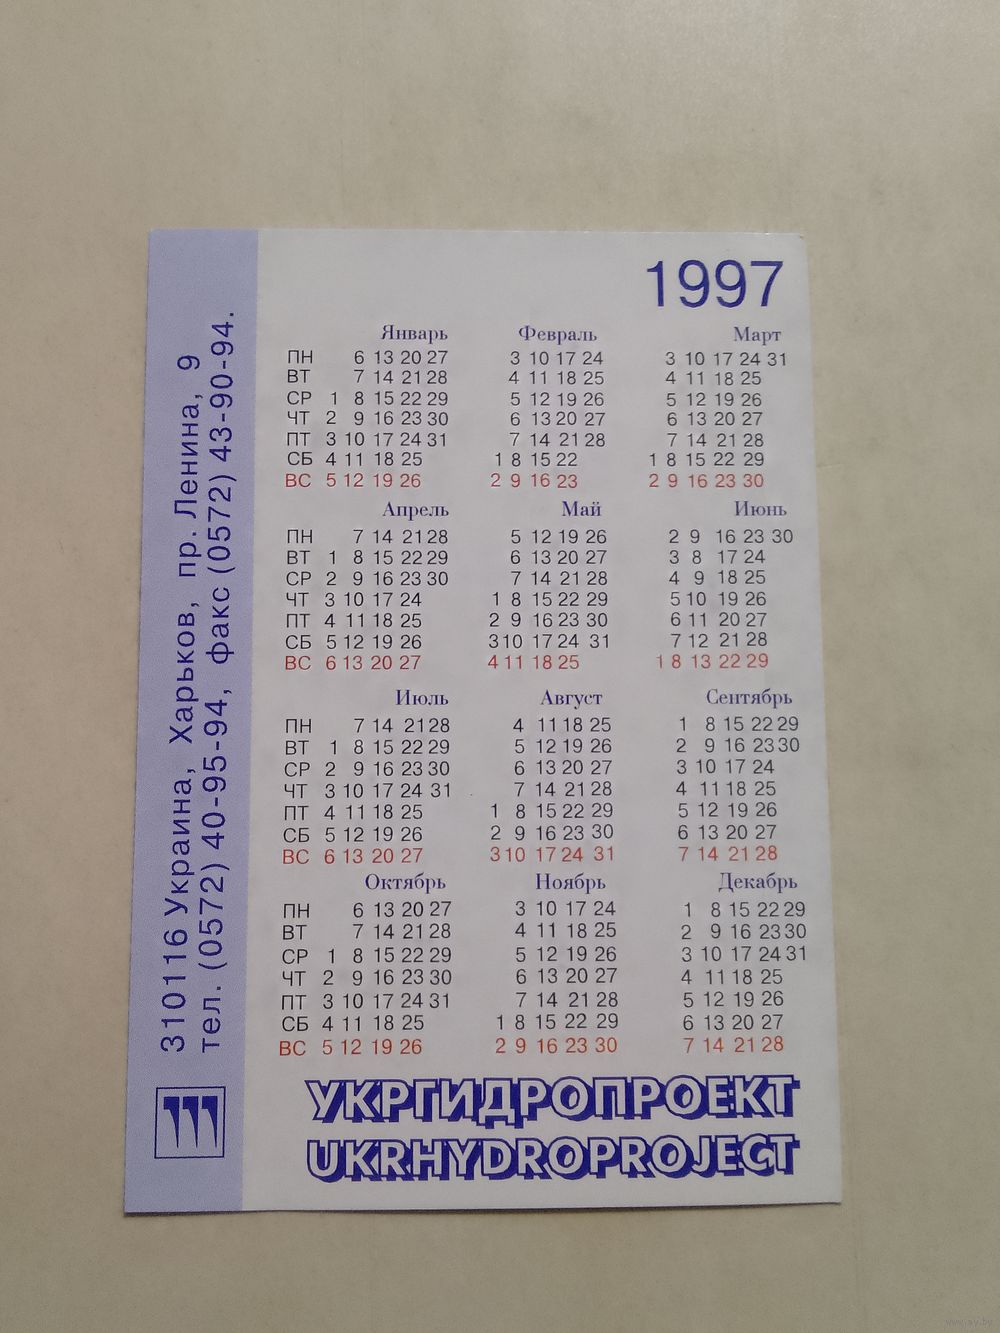 310116 Украина, Харьков, пр. Ленина, 9
тел. (0572) 40-95-94, факс (0572) 43-90-94.
1997
Январь Февраль Март
ПН 6 13 20 27 3 10 17 24 3 10 17 24 31
ВТ 7 14 21 28 4 11 18 25 4 11 18 25
СР 1 8 15 22 29 5 12 19 26 5 12 19 26
ЧТ 2 9 16 23 30 6 13 20 27 6 13 20 27
ПТ 3 10 17 24 31 7 14 21 28 7 14 21 28
СБ 4 11 18 25 1 8 15 22 1 8 15 22 29
ВС 5 12 19 26 2 9 16 23 2 9 16 23 30
Апрель Май Июнь
ПН 7 14 21 28 5 12 19 26 2 9 16 23 30
ВТ 1 8 15 22 29 6 13 20 27 3 8 17 24
СР 2 9 16 23 30 7 14 21 28 4 9 18 25
ЧТ 3 10 17 24 1 8 15 22 29 5 10 19 26
ПТ 4 11 18 25 2 9 16 23 30 6 11 20 27
СБ 5 12 19 26 3 10 17 24 31 7 12 21 28
ВС 6 13 20 27 4 11 18 25 1 8 13 22 29
Июль Август Сентябрь
ПН 7 14 21 28 4 11 18 25 1 8 15 22 29
ВТ 1 8 15 22 29 5 12 19 26 2 9 16 23 30
СР 2 9 16 23 30 6 13 20 27 3 10 17 24
ЧТ 3 10 17 24 31 7 14 21 28 4 11 18 25
ПТ 4 11 18 25 1 8 15 22 29 5 12 19 26
СБ 5 12 19 26 2 9 16 23 30 6 13 20 27
ВС 6 13 20 27 3 10 17 24 31 7 14 21 28
Октябрь Ноябрь Декабрь
ПН 6 13 20 27 3 10 17 24 1 8 15 22 29
ВТ 7 14 21 28 4 11 18 25 2 9 16 23 30
СР 1 8 15 22 29 5 12 19 26 3 10 17 24 31
ЧТ 2 9 16 23 30 6 13 20 27 4 11 18 25
ПТ 3 10 17 24 31 7 14 21 28 5 12 19 26
СБ 4 11 18 25 1 8 15 22 29 6 13 20 27
ВС 5 12 19 26 2 9 16 23 30 7 14 21 28
УКРГИДРОПРОЕКТ
UKRHYDROPROJECT